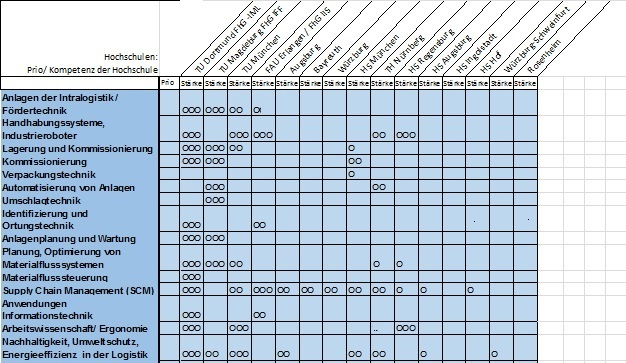 TU Dortmund FhG -IML
TU Magdeburg FhG IFF
TU München
FAU Erlangen/ FhG IIS
Augsburg
Bayreuth
Würzburg
HS München
TH Nürnberg
HS Regensburg
HS Augsburg
HS Ingolstadt
HS Hof
Würzburg-Schweinfurt
Rosenheim
Hochschulen:
Prio/ Kompetenz der Hochschule
Prio Stärke Stärke Stärke Stärke Stärke Stärke Stärke Stärke Stärke Stärke Stärke Stärke Stärke Stärke Stärke
Anlagen der Intralogistik /
Fördertechnik ooo ooo oo
Handhabungssysteme,
Industrieroboter ooo ooo ooo oo ooo
Lagerung und Kommissionierung ooo ooo oo o
Kommissionierung ooo ooo oo
Verpackungstechnik o
Automatisierung von Anlagen ooo oo
Umschlagtechnik ooo
Identifizierung und
Ortungstechnik ooo oo
Anlagenplanung und Wartung ooo ooo
Planung, Optimierung von
Materialflusssystemen ooo ooo oo o o
Materialflusssteuerung ooo
Supply Chain Management (SCM) ooo oo ooo oo oo oo oo oo o o o
Anwendungen
Informationstechnik ooo oo
Arbeitswissenschaft/ Ergonomie ooo ooo .. ooo
Nachhaltigkeit, Umweltschutz,
Energieeffizienz in der Logistik ooo oo ooo oo oo oo o o